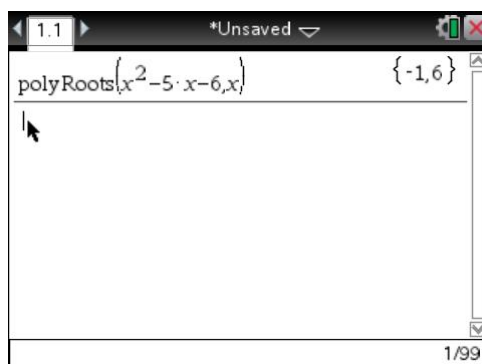 1.1 *Unsaved
polyRoots(x²-5·x-6,x) {-1,6}
1/99